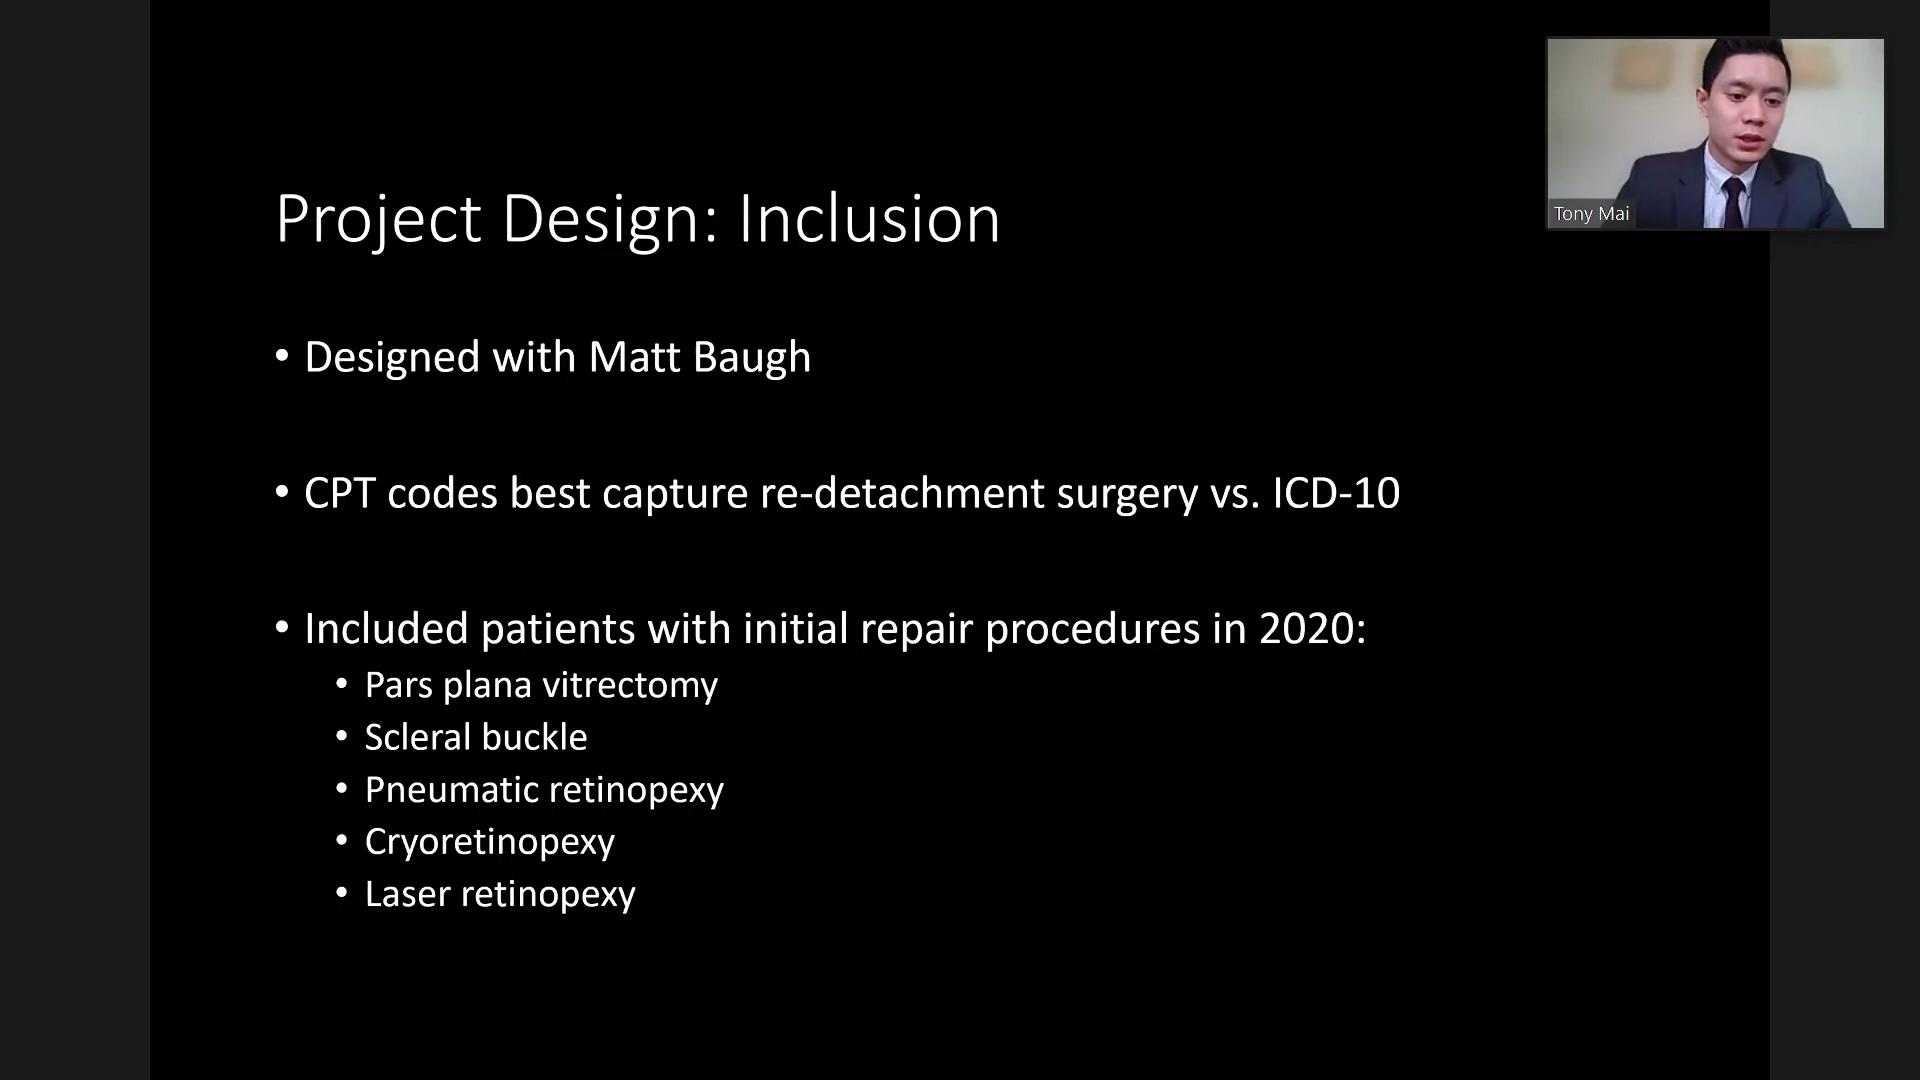 Tony Mai
Project Design: Inclusion
• Designed with Matt Baugh
• CPT codes best capture re-detachment surgery vs. ICD-10
• Included patients with initial repair procedures in 2020:
• Pars plana vitrectomy
• Scleral buckle
• Pneumatic retinopexy
• Cryoretinopexy
• Laser retinopexy